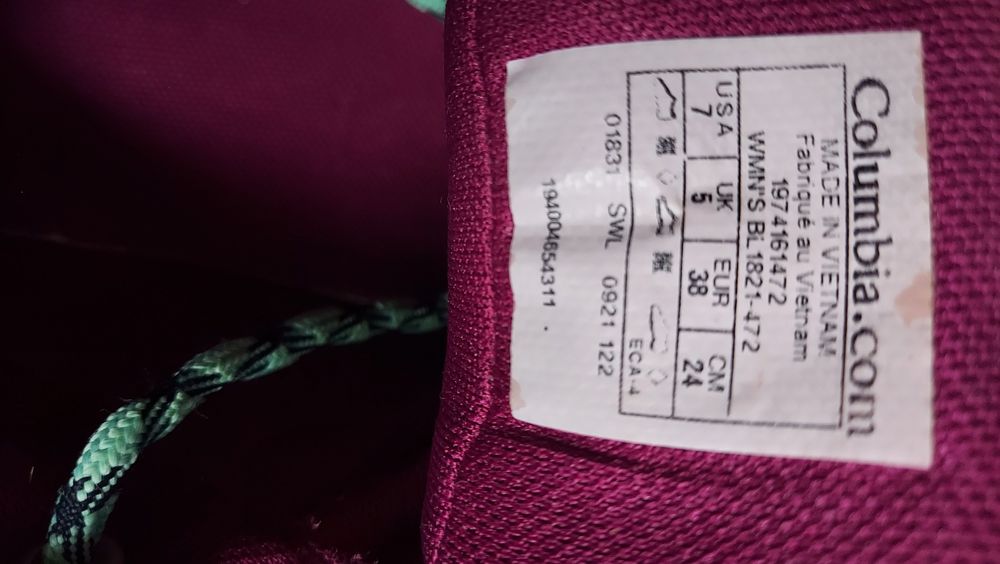 Columbia.com
MADE IN VIETNAM
Fabriqué au Vietnam
1974161472
WMN'S BL1821-472
USA UK EUR CM
7 5 38 24
ECA-4
01831 SWL 0921 122
194004654311